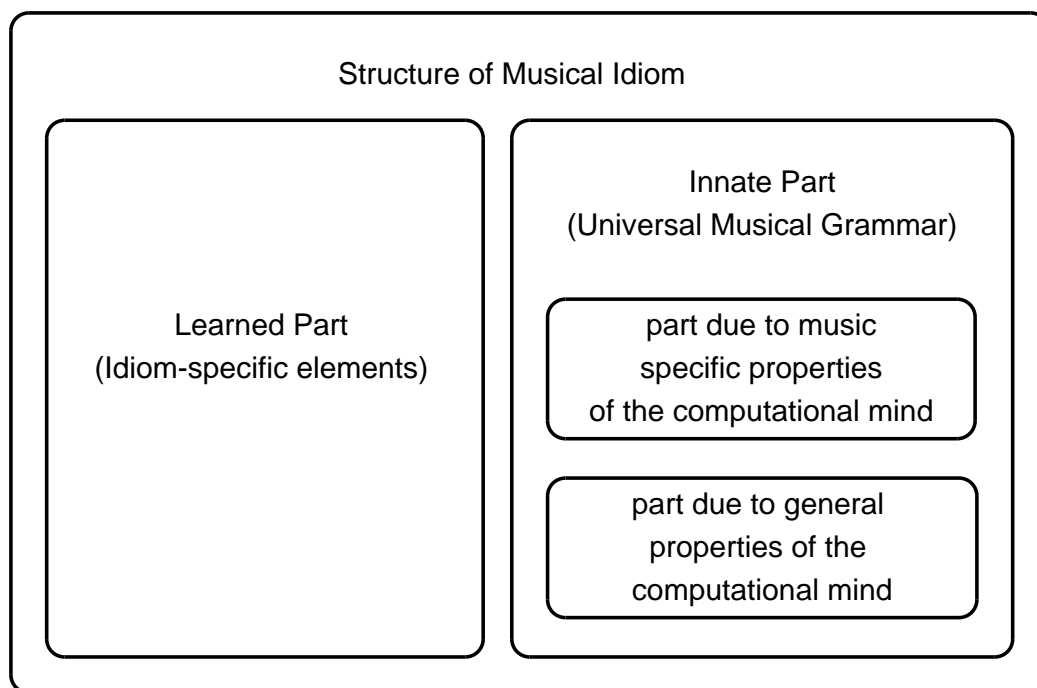 Structure of Musical Idiom
Learned Part
(Idiom-specific elements)
Innate Part
(Universal Musical Grammar)
part due to music
specific properties
of the computational mind
part due to general
properties of the
computational mind